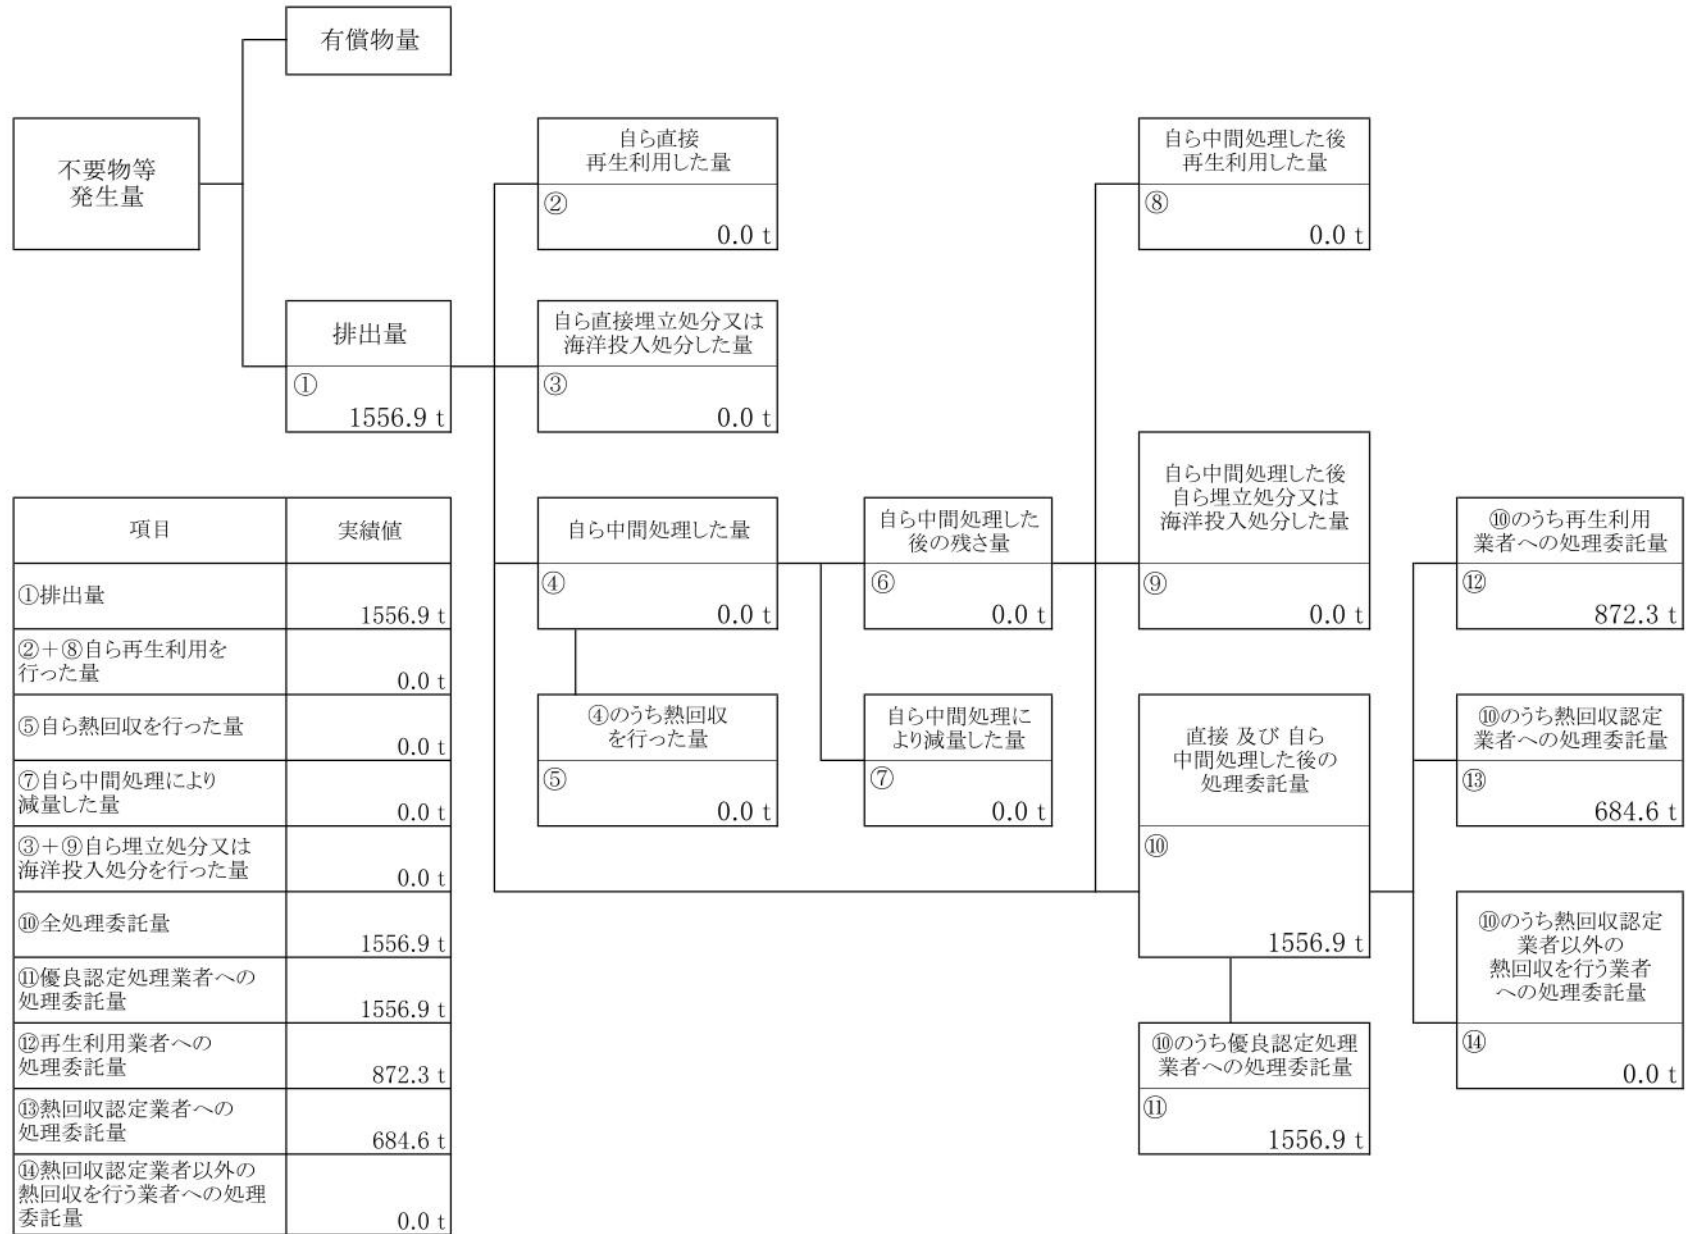 有償物量
不要物等
発生量
自ら直接
再生利用した量
②
0.0 t
自ら中間処理した後
再生利用した量
⑧
0.0 t
排出量
①
1556.9 t
自ら直接埋立処分又は
海洋投入処分した量
③
0.0 t
自ら中間処理した量
④
0.0 t
自ら中間処理した
後の残さ量
⑥
0.0 t
自ら中間処理した後
自ら埋立処分又は
海洋投入処分した量
⑨
0.0 t
⑩のうち再生利用
業者への処理委託量
⑫
872.3 t
④のうち熱回収
を行った量
⑤
0.0 t
自ら中間処理に
より減量した量
⑦
0.0 t
直接 及び 自ら
中間処理した後の
処理委託量
⑩
1556.9 t
⑩のうち熱回収認定
業者への処理委託量
⑬
684.6 t
⑩のうち熱回収認定
業者以外の
熱回収を行う業者
への処理委託量
⑭
0.0 t
⑩のうち優良認定処理
業者への処理委託量
⑪
1556.9 t
項目 実績値
①排出量
1556.9 t
②+⑧自ら再生利用を
行った量
0.0 t
⑤自ら熱回収を行った量
0.0 t
⑦自ら中間処理により
減量した量
0.0 t
③+⑨自ら埋立処分又は
海洋投入処分を行った量
0.0 t
⑩全処理委託量
1556.9 t
⑪優良認定処理業者への
処理委託量
1556.9 t
⑫再生利用業者への
処理委託量
872.3 t
⑬熱回収認定業者への
処理委託量
684.6 t
⑭熱回収認定業者以外の
熱回収を行う業者への処理
委託量
0.0 t